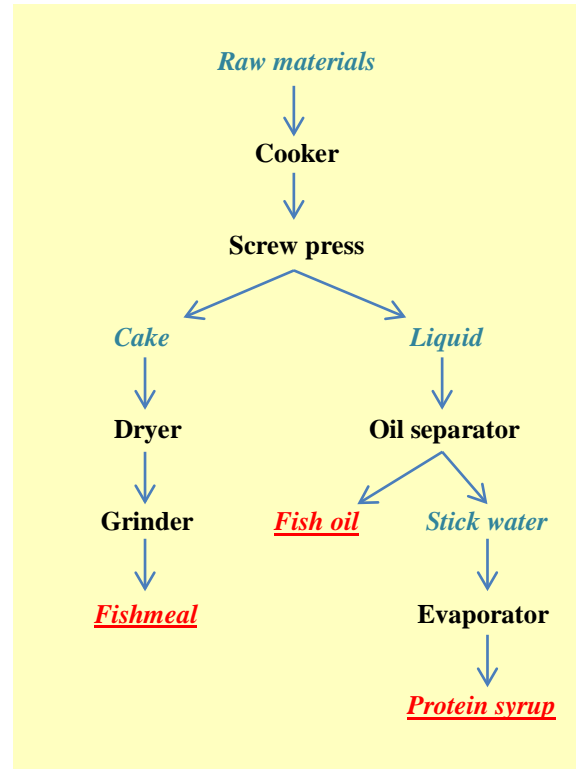 Raw materials
Cooker
Screw press
Cake
Liquid
Dryer
Oil separator
Grinder
Fish oil
Stick water
Fishmeal
Evaporator
Protein syrup